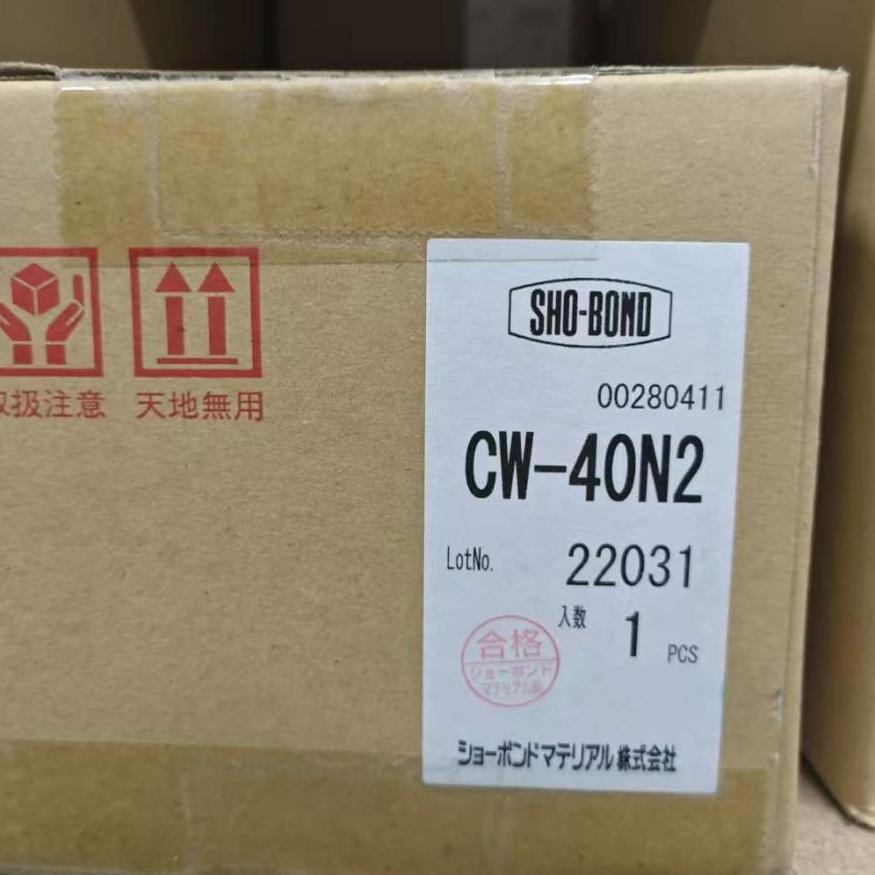 取扱注意
天地無用
SHO-BOND
00280411
CW-40N2
LotNo. 22031
入数 1 PCS
合格
ショーボンド
マテリアル㈱
ショーボンドマテリアル株式会社